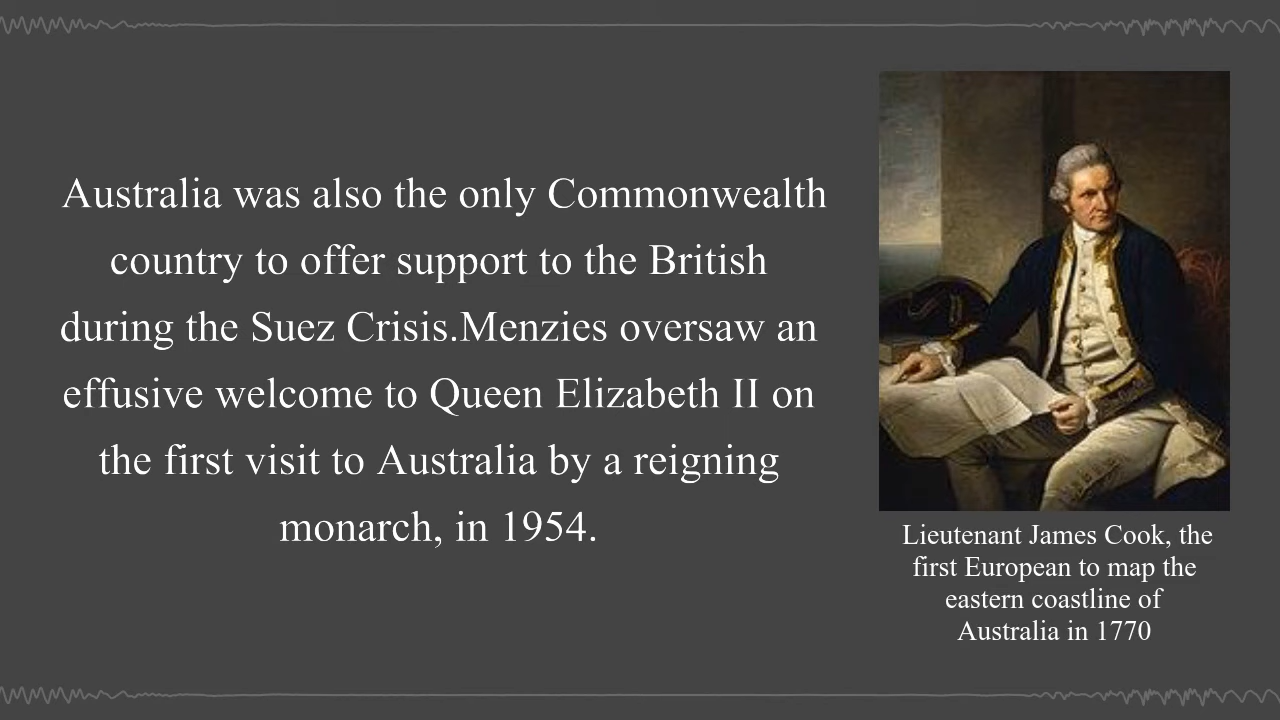 Australia was also the only Commonwealth
country to offer support to the British
during the Suez Crisis.Menzies oversaw an
effusive welcome to Queen Elizabeth II on
the first visit to Australia by a reigning
monarch, in 1954.
Lieutenant James Cook, the
first European to map the
eastern coastline of
Australia in 1770